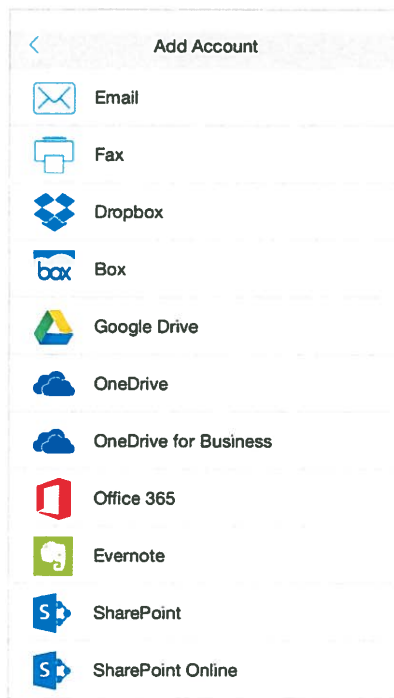 Add Account
Email
Fax
Dropbox
box Box
Google Drive
OneDrive
OneDrive for Business
Office 365
Evernote
S SharePoint
S SharePoint Online